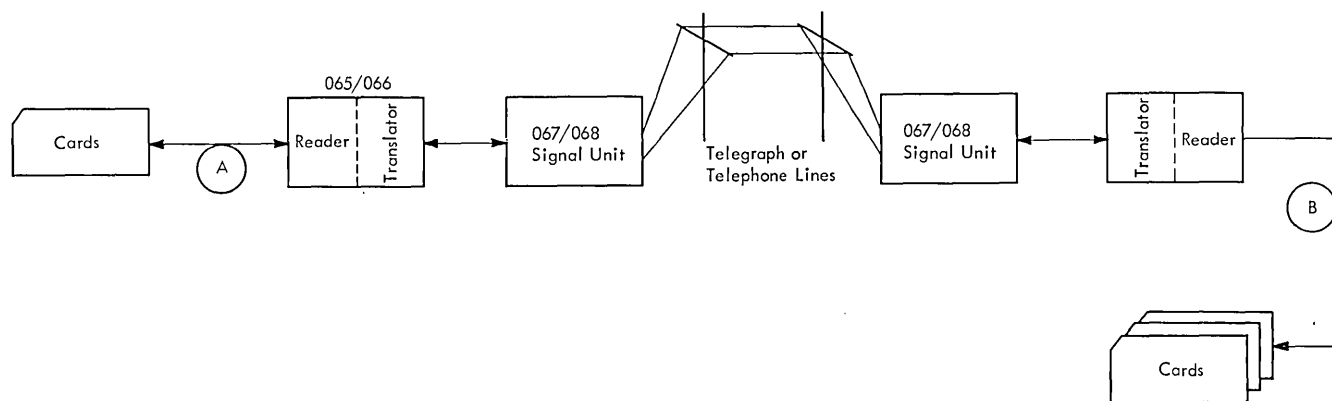 065/066
Cards
A
Reader
Translator
067/068
Signal Unit
Telegraph or
Telephone Lines
067/068
Signal Unit
Translator
Reader
B
Cards